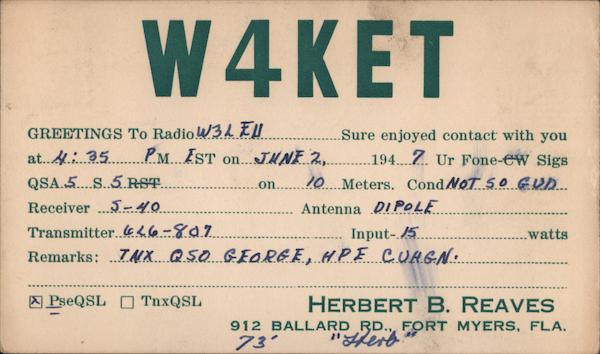 W4KET
GREETINGS To Radio W3LEU Sure enjoyed contact with you
at 4:35 PM EST on JUNE 2, 1947 Ur Fone-CW Sigs
QSA 5 S 5 RST on 10 Meters. Cond NOT SO GUD
Receiver S-40 Antenna DIPOLE
Transmitter 6L6-807 Input-15 watts
Remarks: TNX QSO GEORGE, HPE CUAGN.
☒ PseQSL ☐ TnxQSL HERBERT B. REAVES
912 BALLARD RD., FORT MYERS, FLA.
73' "Herb"